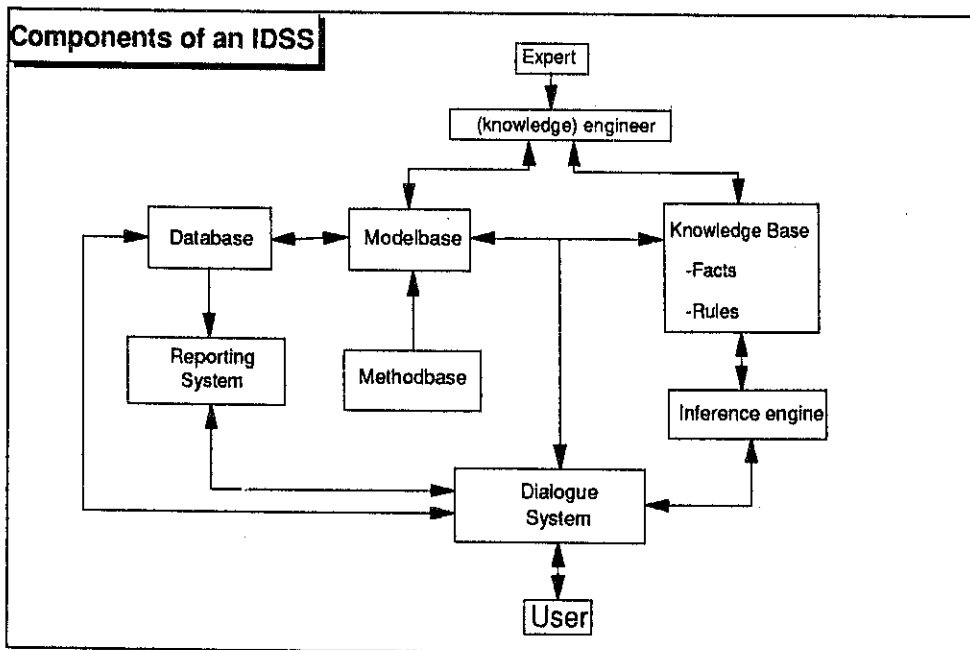 Components of an IDSS
Expert
(knowledge) engineer
Database
Modelbase
Knowledge Base
-Facts
-Rules
Reporting
System
Methodbase
Inference engine
Dialogue
System
User